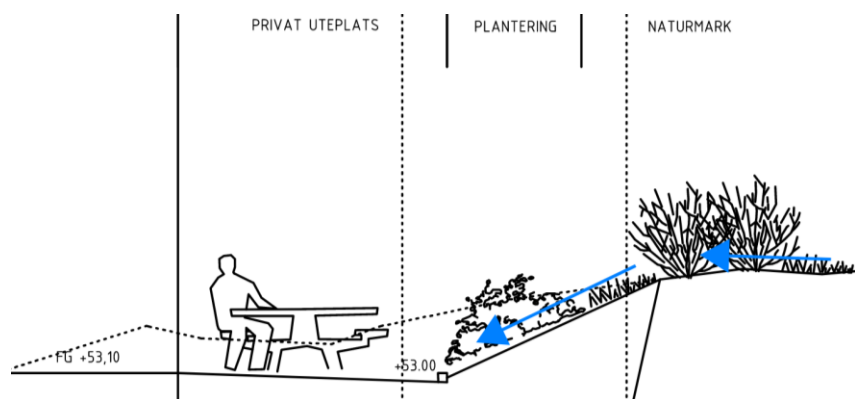 PRIVAT UTEPLATS
PLANTERING
NATURMARK
FG +53,10
+53.00